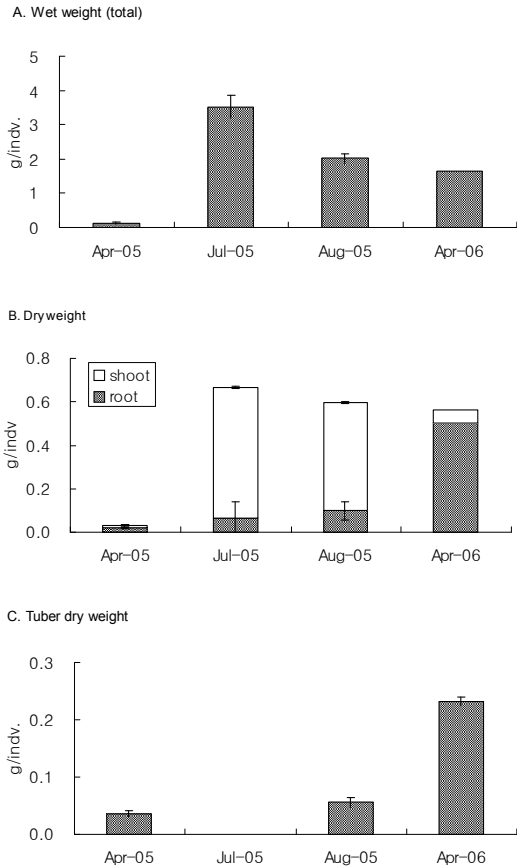 A. Wet weight (total)
5
4
3
2
1
0
g/indv.
Apr-05 Jul-05 Aug-05 Apr-06
B. Dryweight
0.8
0.6
0.4
0.2
0.0
g/indv
shoot
root
Apr-05 Jul-05 Aug-05 Apr-06
C. Tuber dry weight
0.3
0.2
0.1
0.0
g/indv.
Apr-05 Jul-05 Aug-05 Apr-06